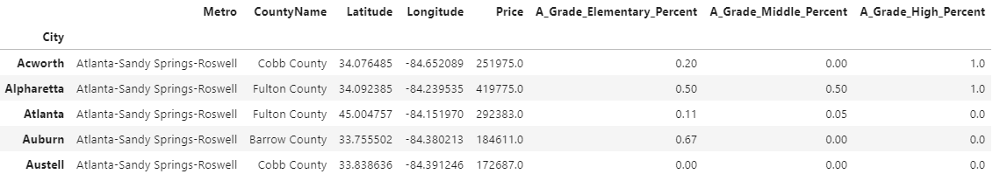 Metro CountyName Latitude Longitude Price A_Grade_Elementary_Percent A_Grade_Middle_Percent A_Grade_High_Percent
City
Acworth Atlanta-Sandy Springs-Roswell Cobb County 34.076485 -84.652089 251975.0 0.20 0.00 1.0
Alpharetta Atlanta-Sandy Springs-Roswell Fulton County 34.092385 -84.239535 419775.0 0.50 0.50 1.0
Atlanta Atlanta-Sandy Springs-Roswell Fulton County 45.004757 -84.151970 292383.0 0.11 0.05 0.0
Auburn Atlanta-Sandy Springs-Roswell Barrow County 33.755502 -84.380213 184611.0 0.67 0.00 0.0
Austell Atlanta-Sandy Springs-Roswell Cobb County 33.838636 -84.391246 172687.0 0.00 0.00 0.0